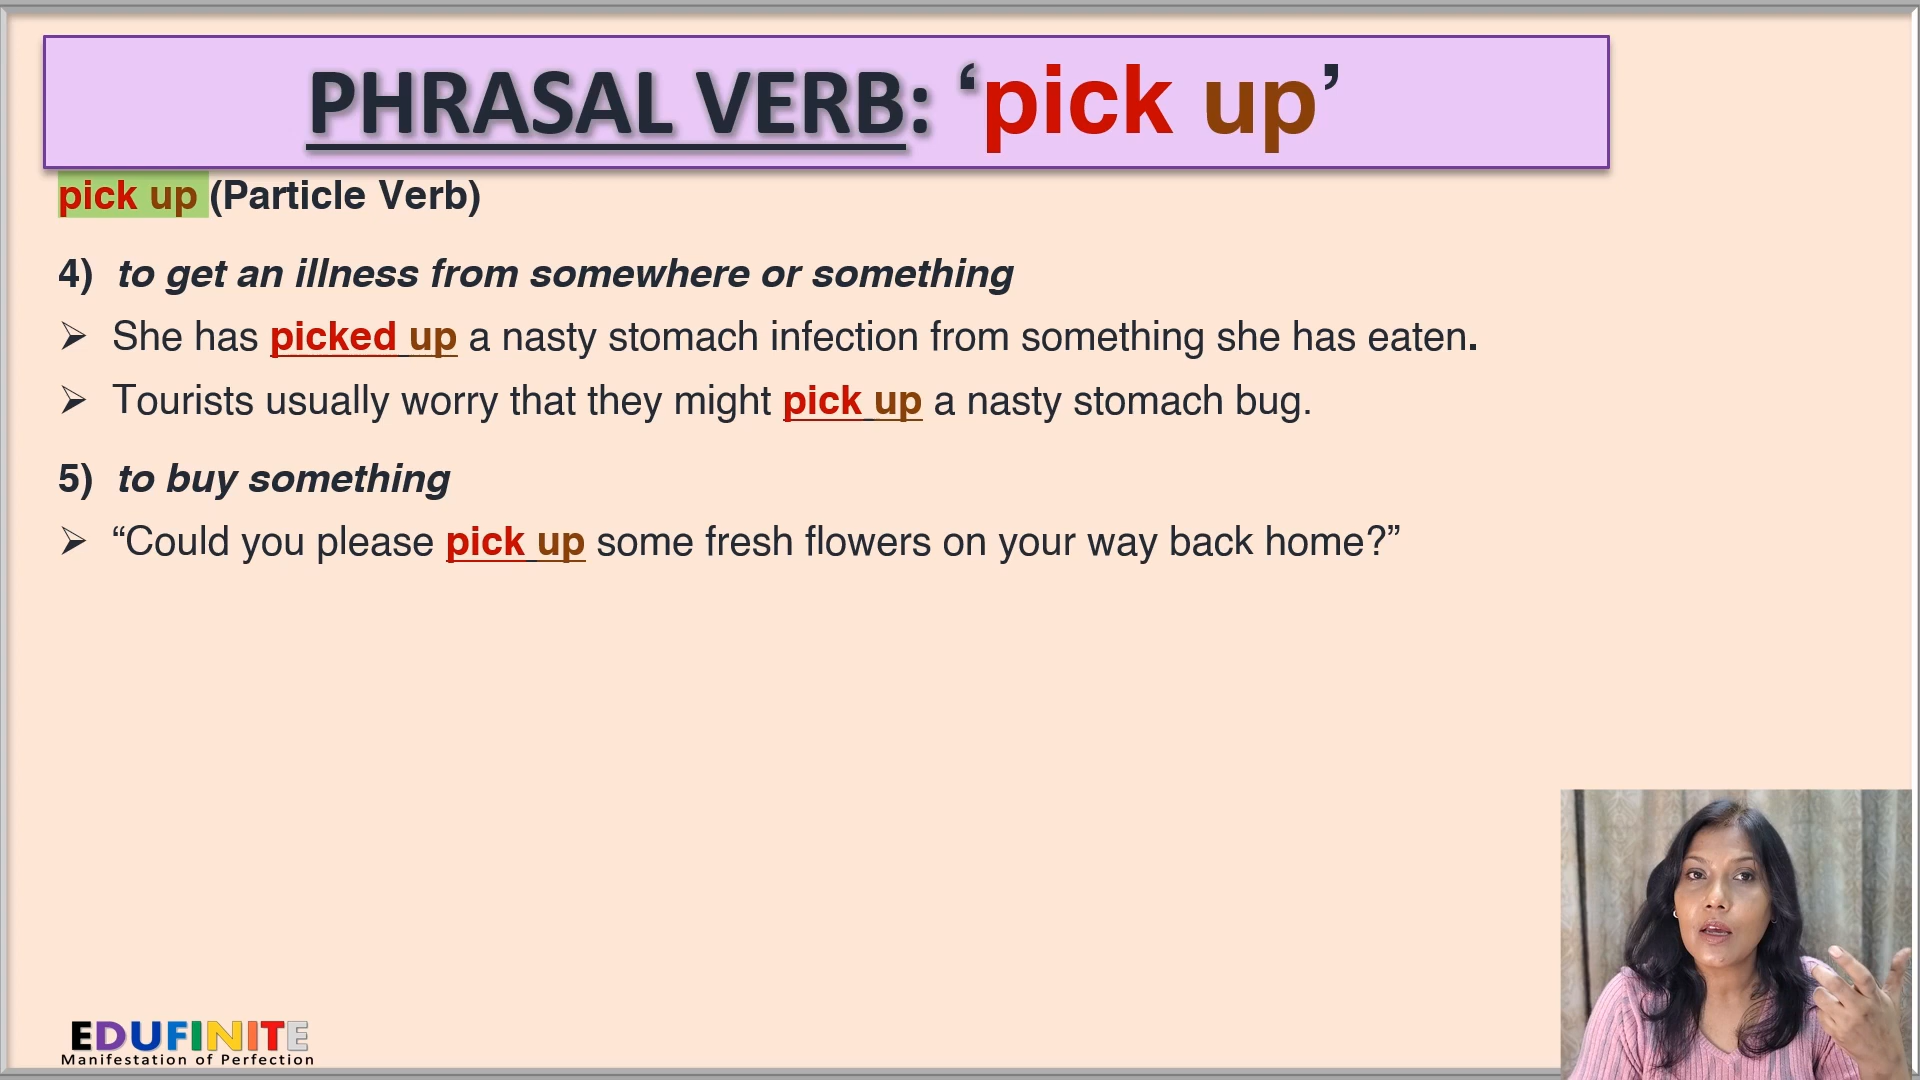 PHRASAL VERB: ‘pick up’
pick up (Particle Verb)
4) to get an illness from somewhere or something
➢ She has picked up a nasty stomach infection from something she has eaten.
➢ Tourists usually worry that they might pick up a nasty stomach bug.
5) to buy something
➢ “Could you please pick up some fresh flowers on your way back home?”
EDUFINITE
Manifestation of Perfection